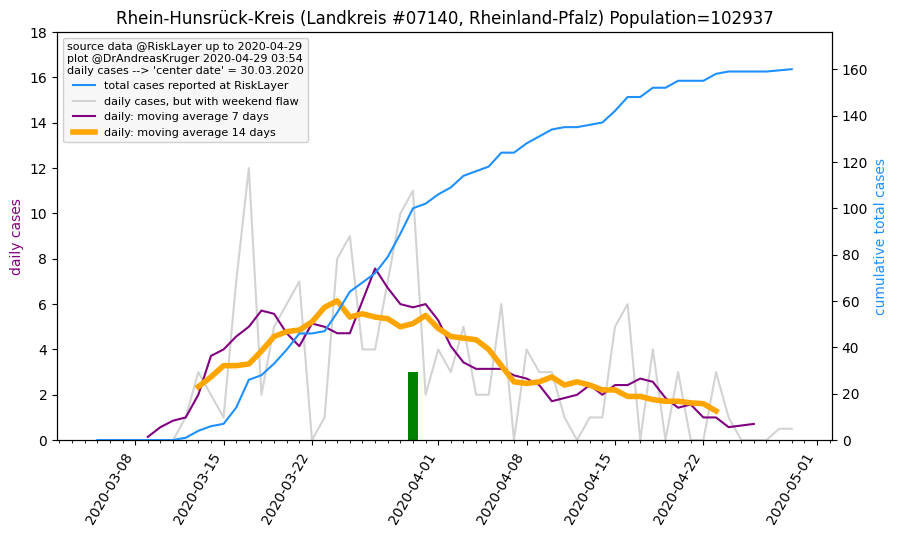 Rhein-Hunsrück-Kreis (Landkreis #07140, Rheinland-Pfalz) Population=102937
source data @RiskLayer up to 2020-04-29
plot @DrAndreasKruger 2020-04-29 03:54
daily cases --> 'center date' = 30.03.2020
total cases reported at RiskLayer
daily cases, but with weekend flaw
daily: moving average 7 days
daily: moving average 14 days
daily cases
18
16
14
12
10
8
6
4
2
0
160
140
120
100
80
60
40
20
0
cumulative total cases
2020-03-08
2020-03-15
2020-03-22
2020-04-01
2020-04-08
2020-04-15
2020-04-22
2020-05-01